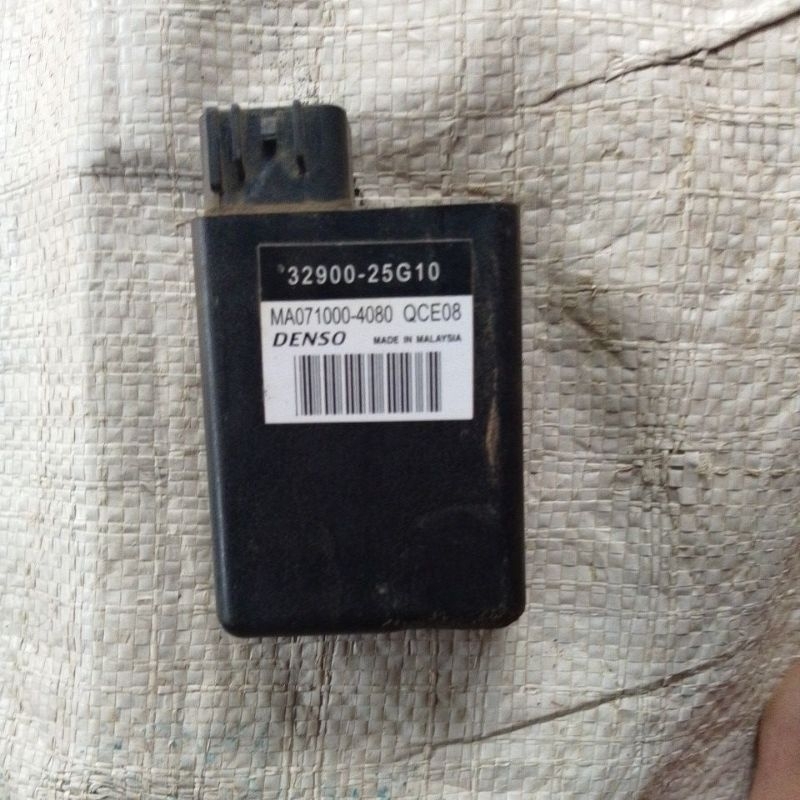 32900-25G10
MA071000-4080 QCE08
DENSO MADE IN MALAYSIA